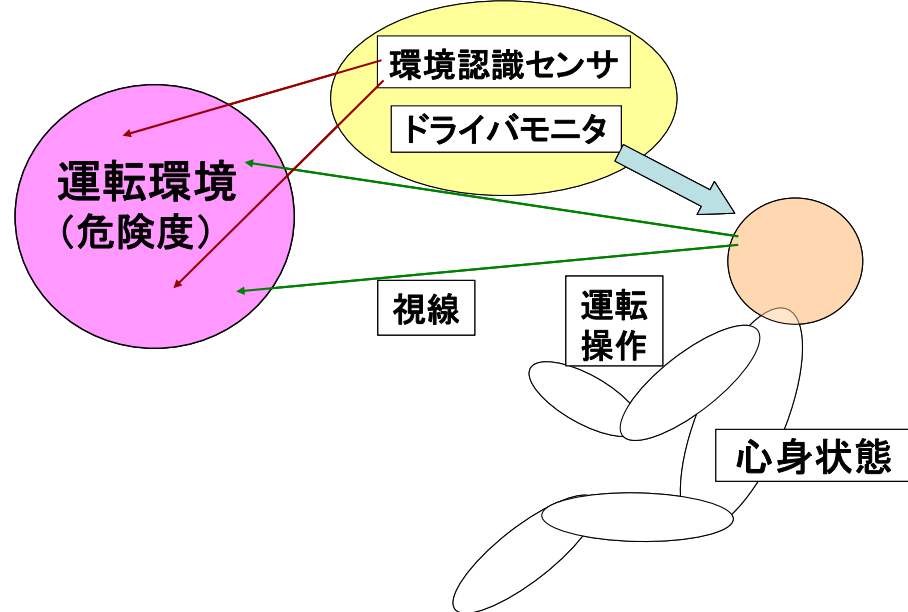 環境認識センサ
ドライバモニタ
運転環境
（危険度）
視線
運転
操作
心身状態